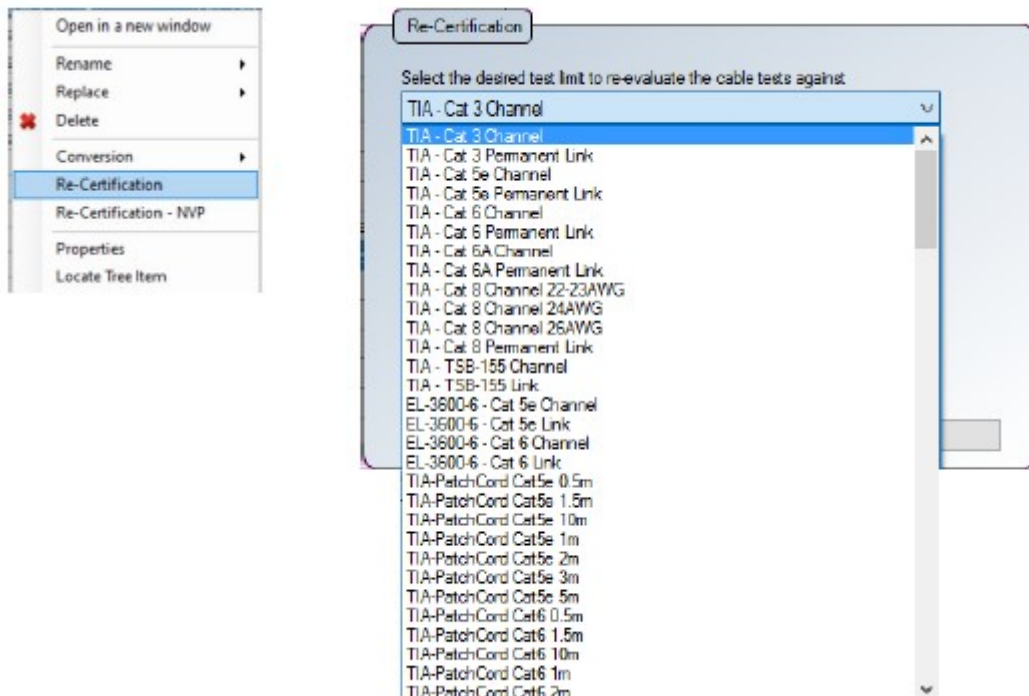 Open in a new window
Rename
Replace
Delete
Conversion
Re-Certification
Re-Certification - NVP
Properties
Locate Tree Item
Re-Certification
Select the desired test limit to re-evaluate the cable tests against
TIA - Cat 3 Channel
TIA - Cat 3 Channel
TIA - Cat 3 Permanent Link
TIA - Cat 5e Channel
TIA - Cat 5e Permanent Link
TIA - Cat 6 Channel
TIA - Cat 6 Permanent Link
TIA - Cat 6A Channel
TIA - Cat 6A Permanent Link
TIA - Cat 8 Channel 22-23AWG
TIA - Cat 8 Channel 24AWG
TIA - Cat 8 Channel 26AWG
TIA - Cat 8 Permanent Link
TIA - TSB-155 Channel
TIA - TSB-155 Link
EL-3600-6 - Cat 5e Channel
EL-3600-6 - Cat 5e Link
EL-3600-6 - Cat 6 Channel
EL-3600-6 - Cat 6 Link
TIA-PatchCord Cat5e 0.5m
TIA-PatchCord Cat5e 1.5m
TIA-PatchCord Cat5e 10m
TIA-PatchCord Cat5e 1m
TIA-PatchCord Cat5e 2m
TIA-PatchCord Cat5e 3m
TIA-PatchCord Cat5e 5m
TIA-PatchCord Cat6 0.5m
TIA-PatchCord Cat6 1.5m
TIA-PatchCord Cat6 10m
TIA-PatchCord Cat6 1m
TIA-PatchCord Cat6 2m